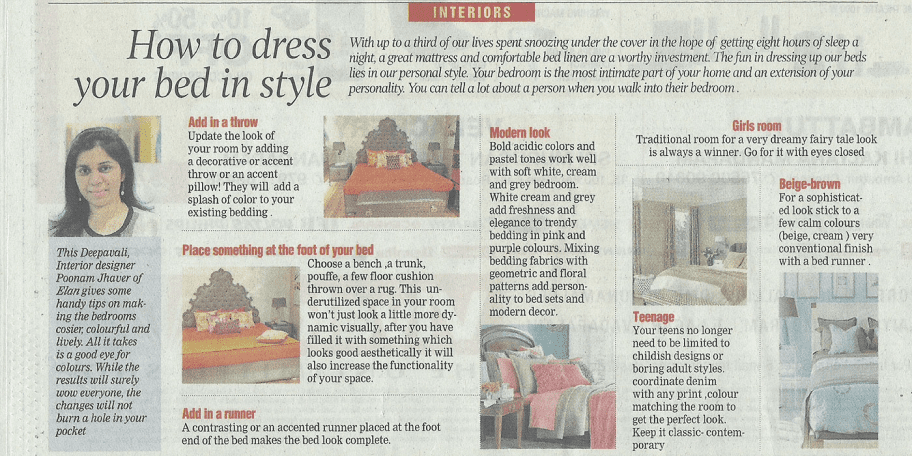 INTERIORS
How to dress
your bed in style
With up to a third of our lives spent snoozing under the cover in the hope of getting eight hours of sleep a
night, a great mattress and comfortable bed linen are a worthy investment. The fun in dressing up our beds
lies in our personal style. Your bedroom is the most intimate part of your home and an extension of your
personality. You can tell a lot about a person when you walk into their bedroom .
This Deepavali,
Interior designer
Poonam Jhaver of
Elan gives some
handy tips on mak-
ing the bedrooms
cosier, colourful and
lively. All it takes
is a good eye for
colours. While the
results will surely
wow everyone, the
changes will not
burn a hole in your
pocket
Add in a throw
Update the look of
your room by adding
a decorative or accent
throw or an accent
pillow! They will add a
splash of color to your
existing bedding .
Place something at the foot of your bed
Choose a bench ,a trunk,
pouffe, a few floor cushion
thrown over a rug. This un-
derutilized space in your room
won't just look a little more dy-
namic visually, after you have
filled it with something which
looks good aesthetically it will
also increase the functionality
of your space.
Add in a runner
A contrasting or an accented runner placed at the foot
end of the bed makes the bed look complete.
Modern look
Bold acidic colors and
pastel tones work well
with soft white, cream
and grey bedroom.
White cream and grey
add freshness and
elegance to trendy
bedding in pink and
purple colours. Mixing
bedding fabrics with
geometric and floral
patterns add person-
ality to bed sets and
modern decor.
Girls room
Traditional room for a very dreamy fairy tale look
is always a winner. Go for it with eyes closed
Beige-brown
For a sophisticat-
ed look stick to a
few calm colours
(beige, cream ) very
conventional finish
with a bed runner .
Teenage
Your teens no longer
need to be limited to
childish designs or
boring adult styles.
coordinate denim
with any print ,colour
matching the room to
get the perfect look.
Keep it classic- contem-
porary